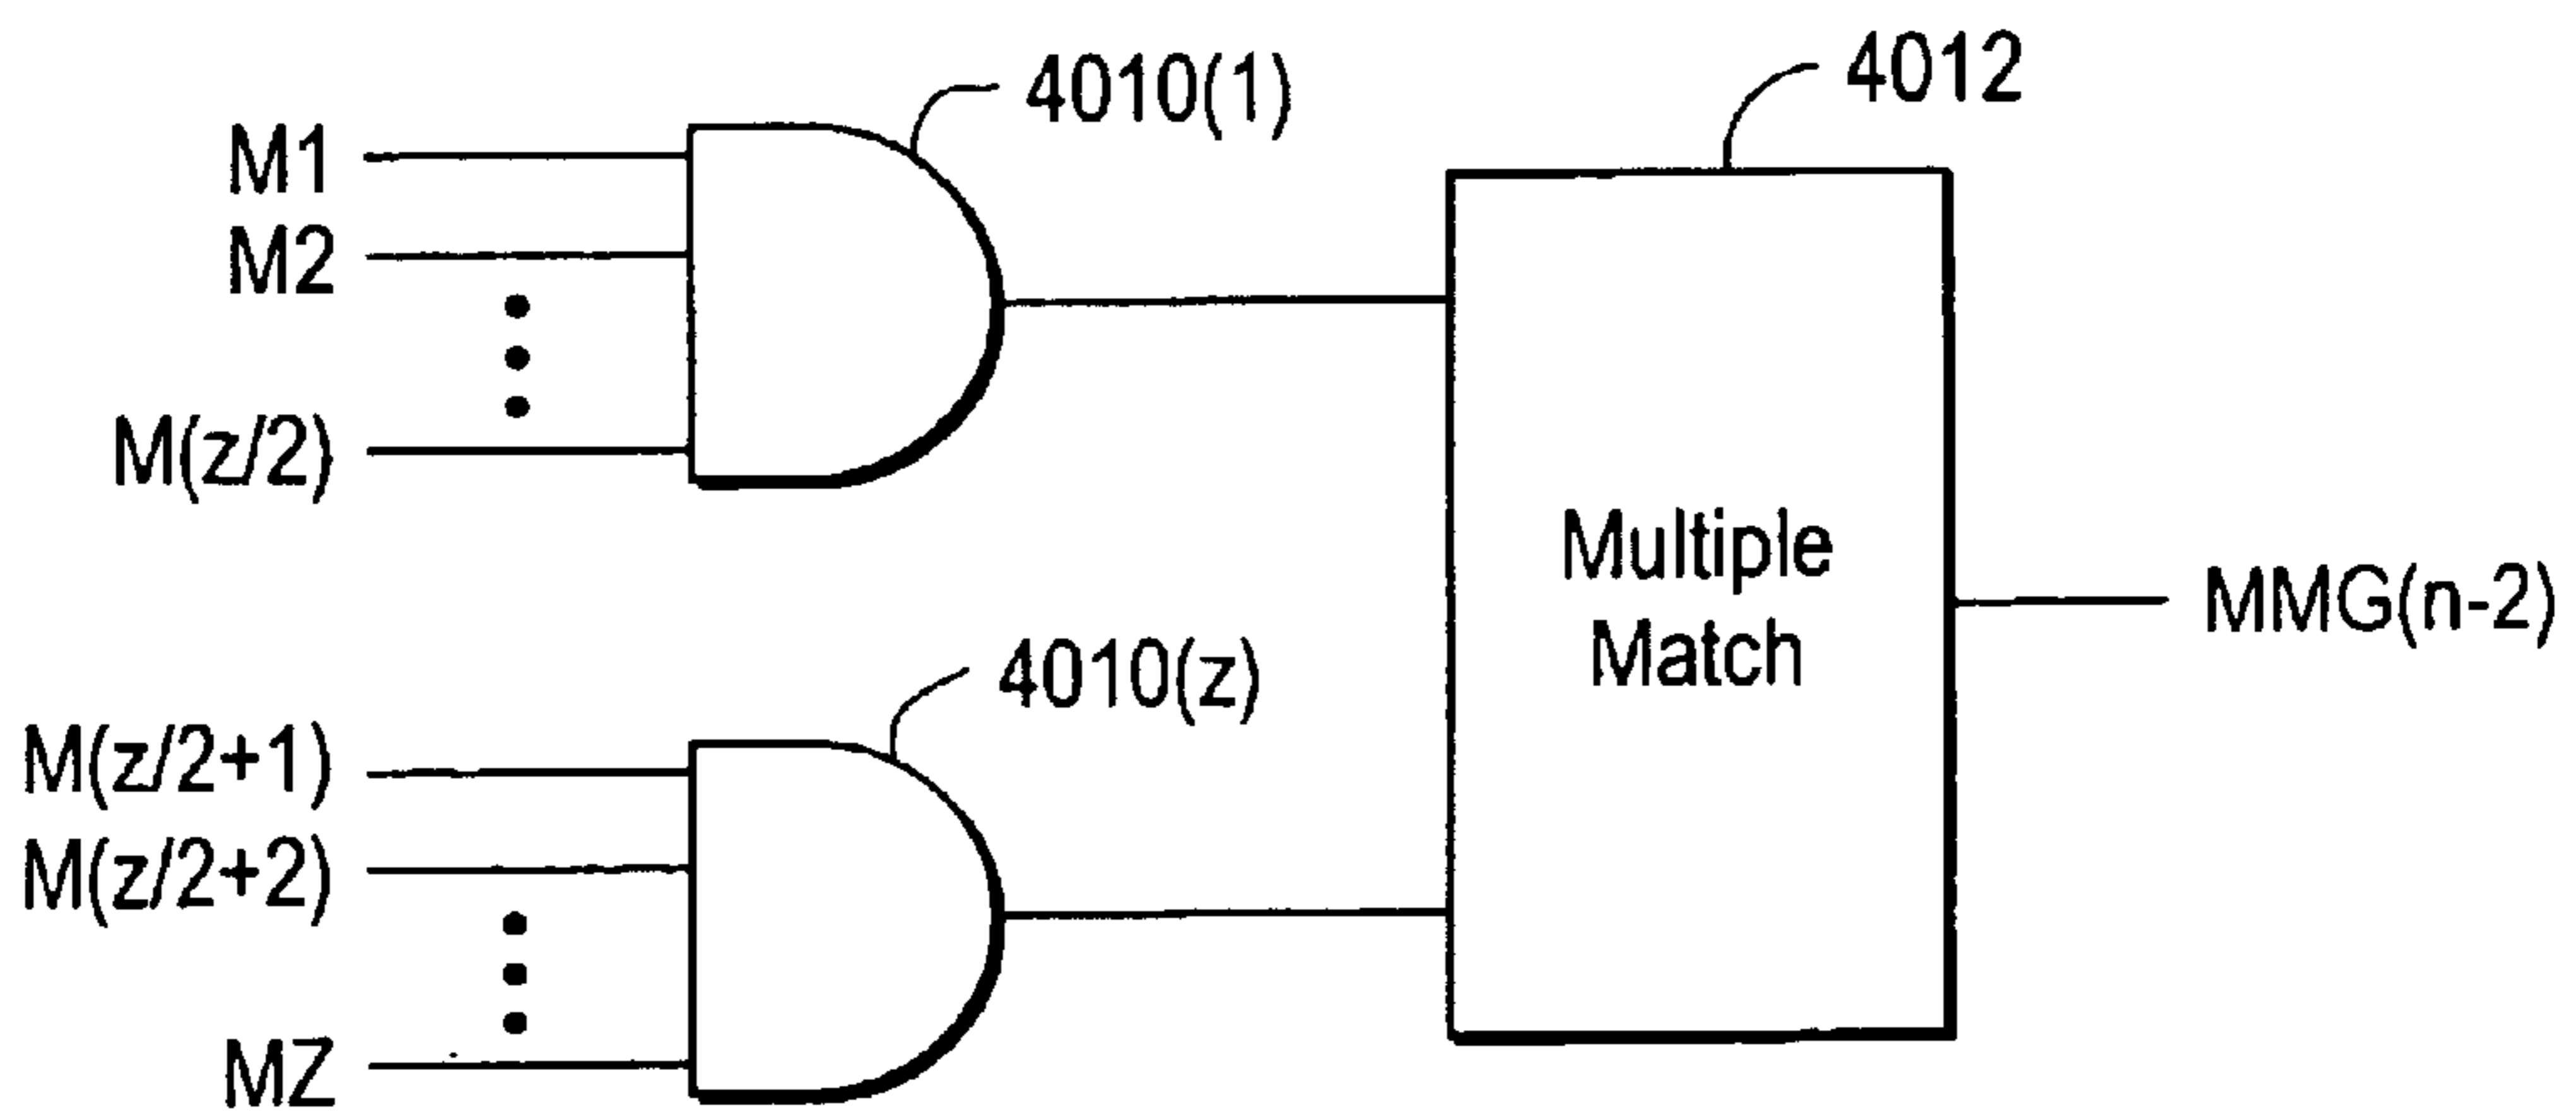 4010(1)
4012
M1
M2
M(z/2)
Multiple
Match
MMG(n-2)
4010(z)
M(z/2+1)
M(z/2+2)
MZ